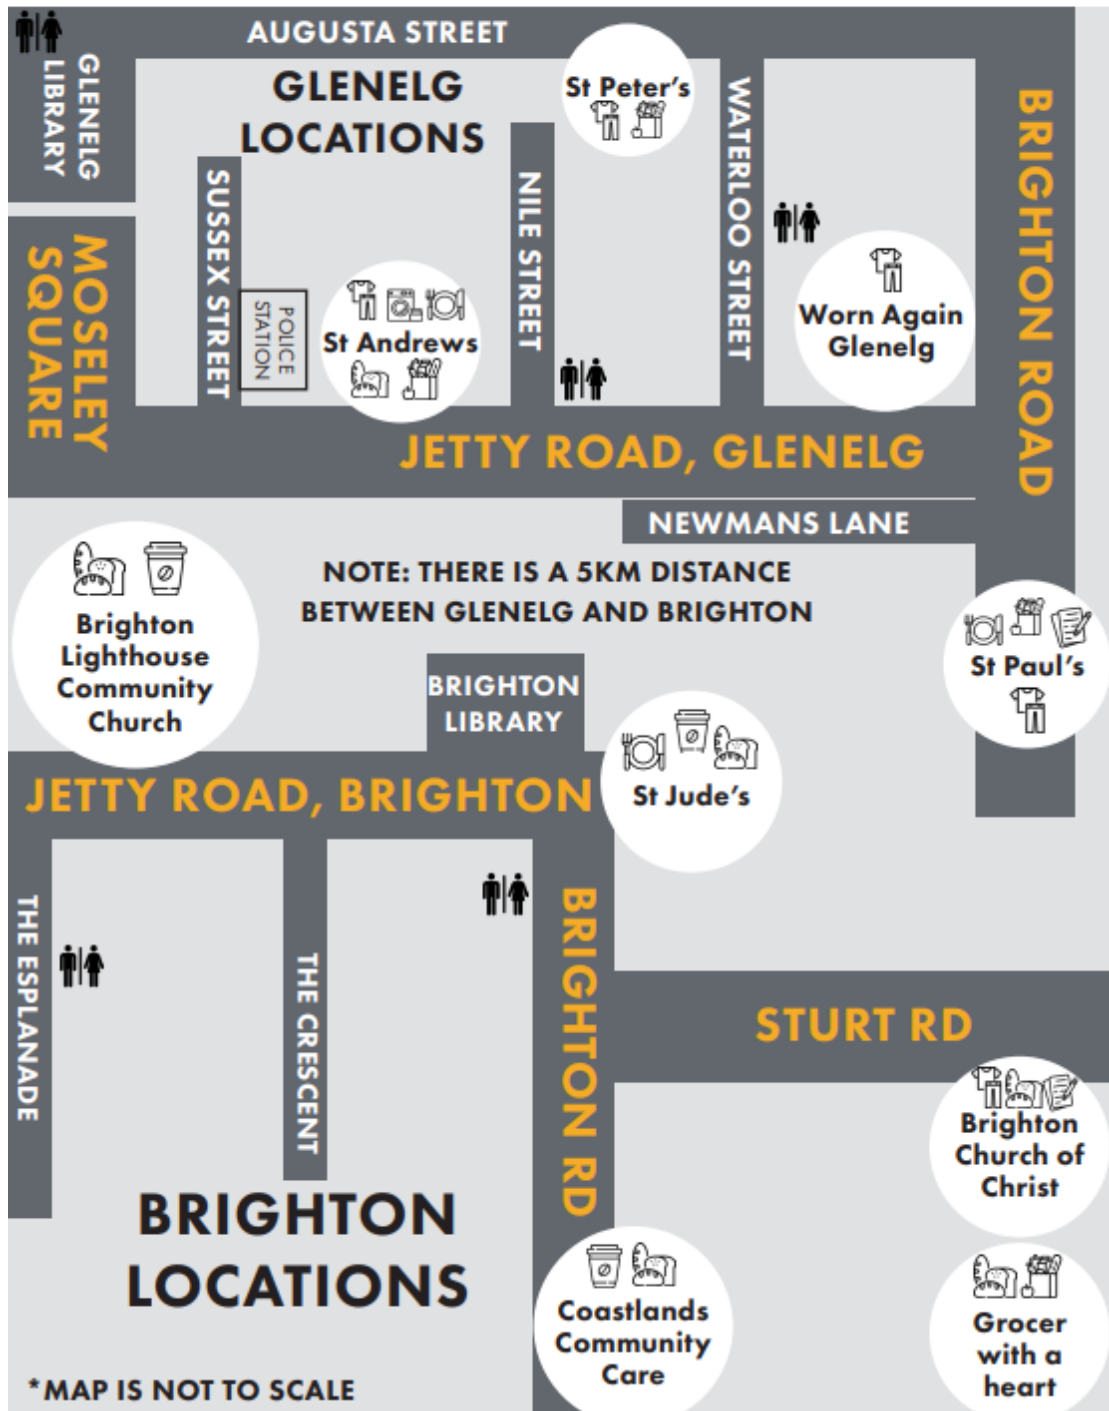 AUGUSTA STREET
GLENELG
LIBRARY
GLENELG
LOCATIONS
St Peter's
WATERLOO STREET
BRIGHTON ROAD
SUSSEX STREET
NILE STREET
MOSELEY
SQUARE
POLICE
STATION
St Andrews
Worn Again
Glenelg
JETTY ROAD, GLENELG
NEWMANS LANE
NOTE: THERE IS A 5KM DISTANCE
BETWEEN GLENELG AND BRIGHTON
Brighton
Lighthouse
Community
Church
St Paul's
BRIGHTON
LIBRARY
JETTY ROAD, BRIGHTON
St Jude's
THE ESPLANADE
THE CRESCENT
BRIGHTON RD
STURT RD
Brighton
Church of
Christ
BRIGHTON
LOCATIONS
Coastlands
Community
Care
Grocer
with a
heart
*MAP IS NOT TO SCALE